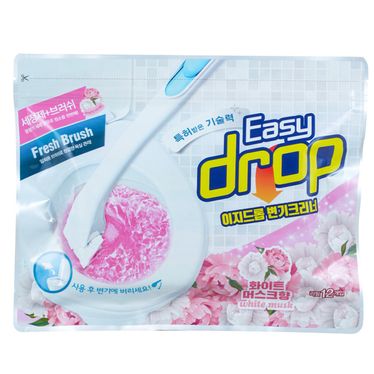 세정제+브러쉬
Fresh Brush
특허받은 기술력
Easy
drop
이지드롭 변기크리너
사용 후 변기에 버리세요!
화이트
머스크향
white musk